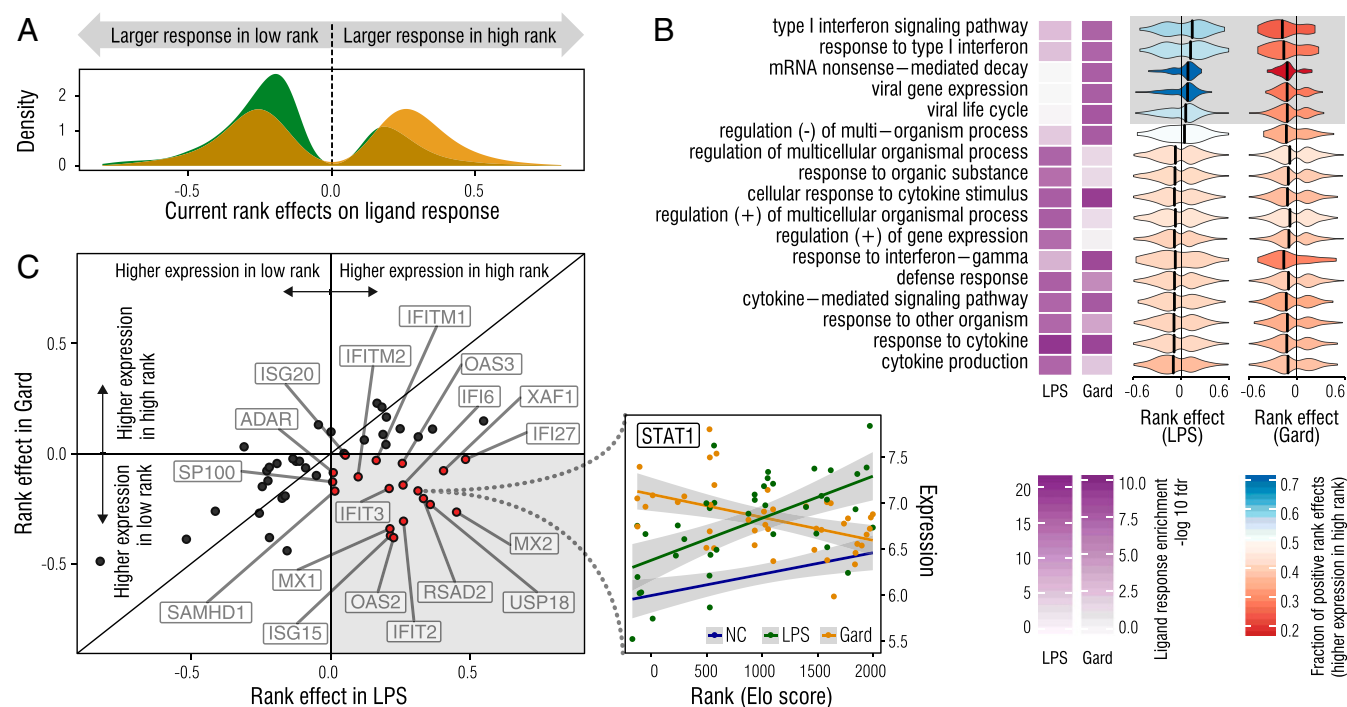 A
Larger response in low rank
Larger response in high rank
Density
2
1
0
-0.5
0.0
0.5
Current rank effects on ligand response
B
type I interferon signaling pathway
response to type I interferon
mRNA nonsense−mediated decay
viral gene expression
viral life cycle
regulation (-) of multi−organism process
regulation of multicellular organismal process
response to organic substance
cellular response to cytokine stimulus
regulation (+) of multicellular organismal process
regulation (+) of gene expression
response to interferon−gamma
defense response
cytokine−mediated signaling pathway
response to other organism
response to cytokine
cytokine production
LPS
Gard
-0.6
0
0.6
Rank effect
(LPS)
-0.6
0
0.6
Rank effect
(Gard)
20
15
10
5
0
LPS
10.0
7.5
5.0
2.5
0.0
Gard
Ligand response enrichment
-log 10 fdr
0.7
0.6
0.5
0.4
0.3
0.2
Fraction of positive rank effects
(higher expression in high rank)
C
Higher expression in low rank
Higher expression in high rank
Rank effect in Gard
Higher expression
in high rank
Higher expression
in low rank
0.5
0.0
-0.5
IFITM1
IFITM2
OAS3
ISG20
IFI6
XAF1
ADAR
IFI27
SP100
IFIT3
MX2
MX1
RSAD2
USP18
OAS2
SAMHD1
ISG15
IFIT2
-0.5
0.0
0.5
Rank effect in LPS
STAT1
7.5
7.0
6.5
6.0
5.5
Expression
NC
LPS
Gard
0
500
1000
1500
2000
Rank (Elo score)